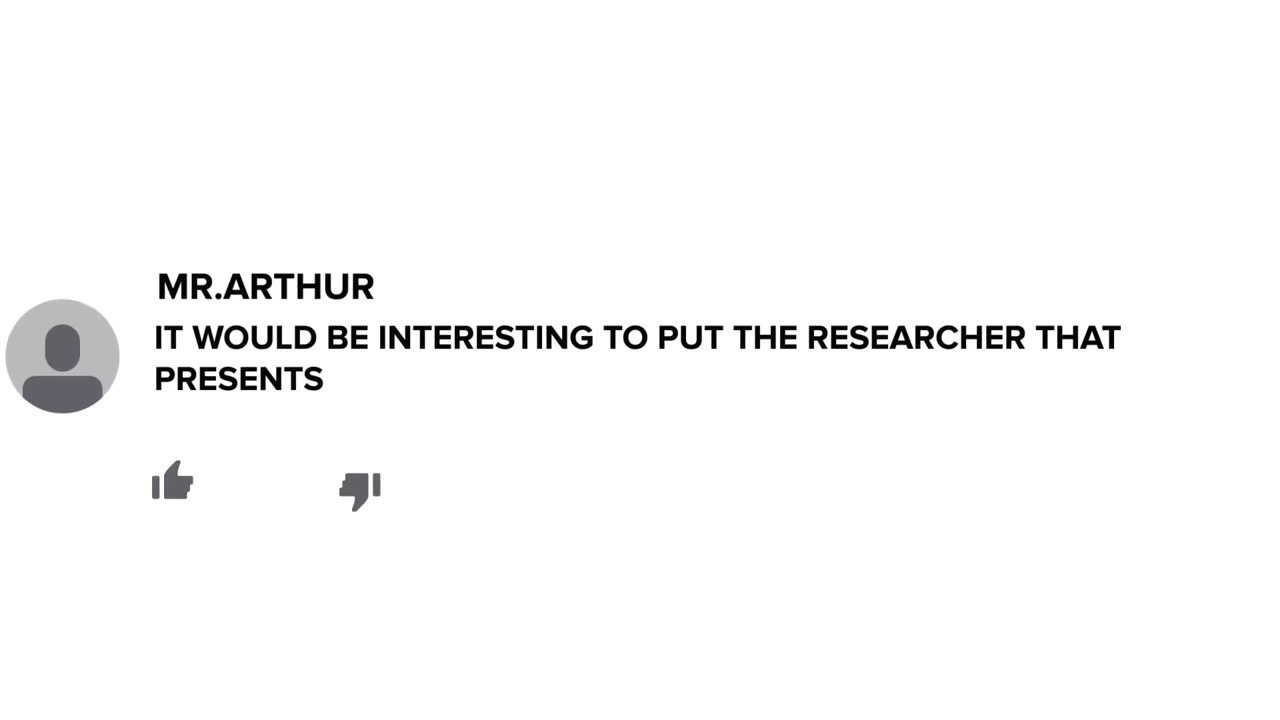 MR.ARTHUR
IT WOULD BE INTERESTING TO PUT THE RESEARCHER THAT
PRESENTS